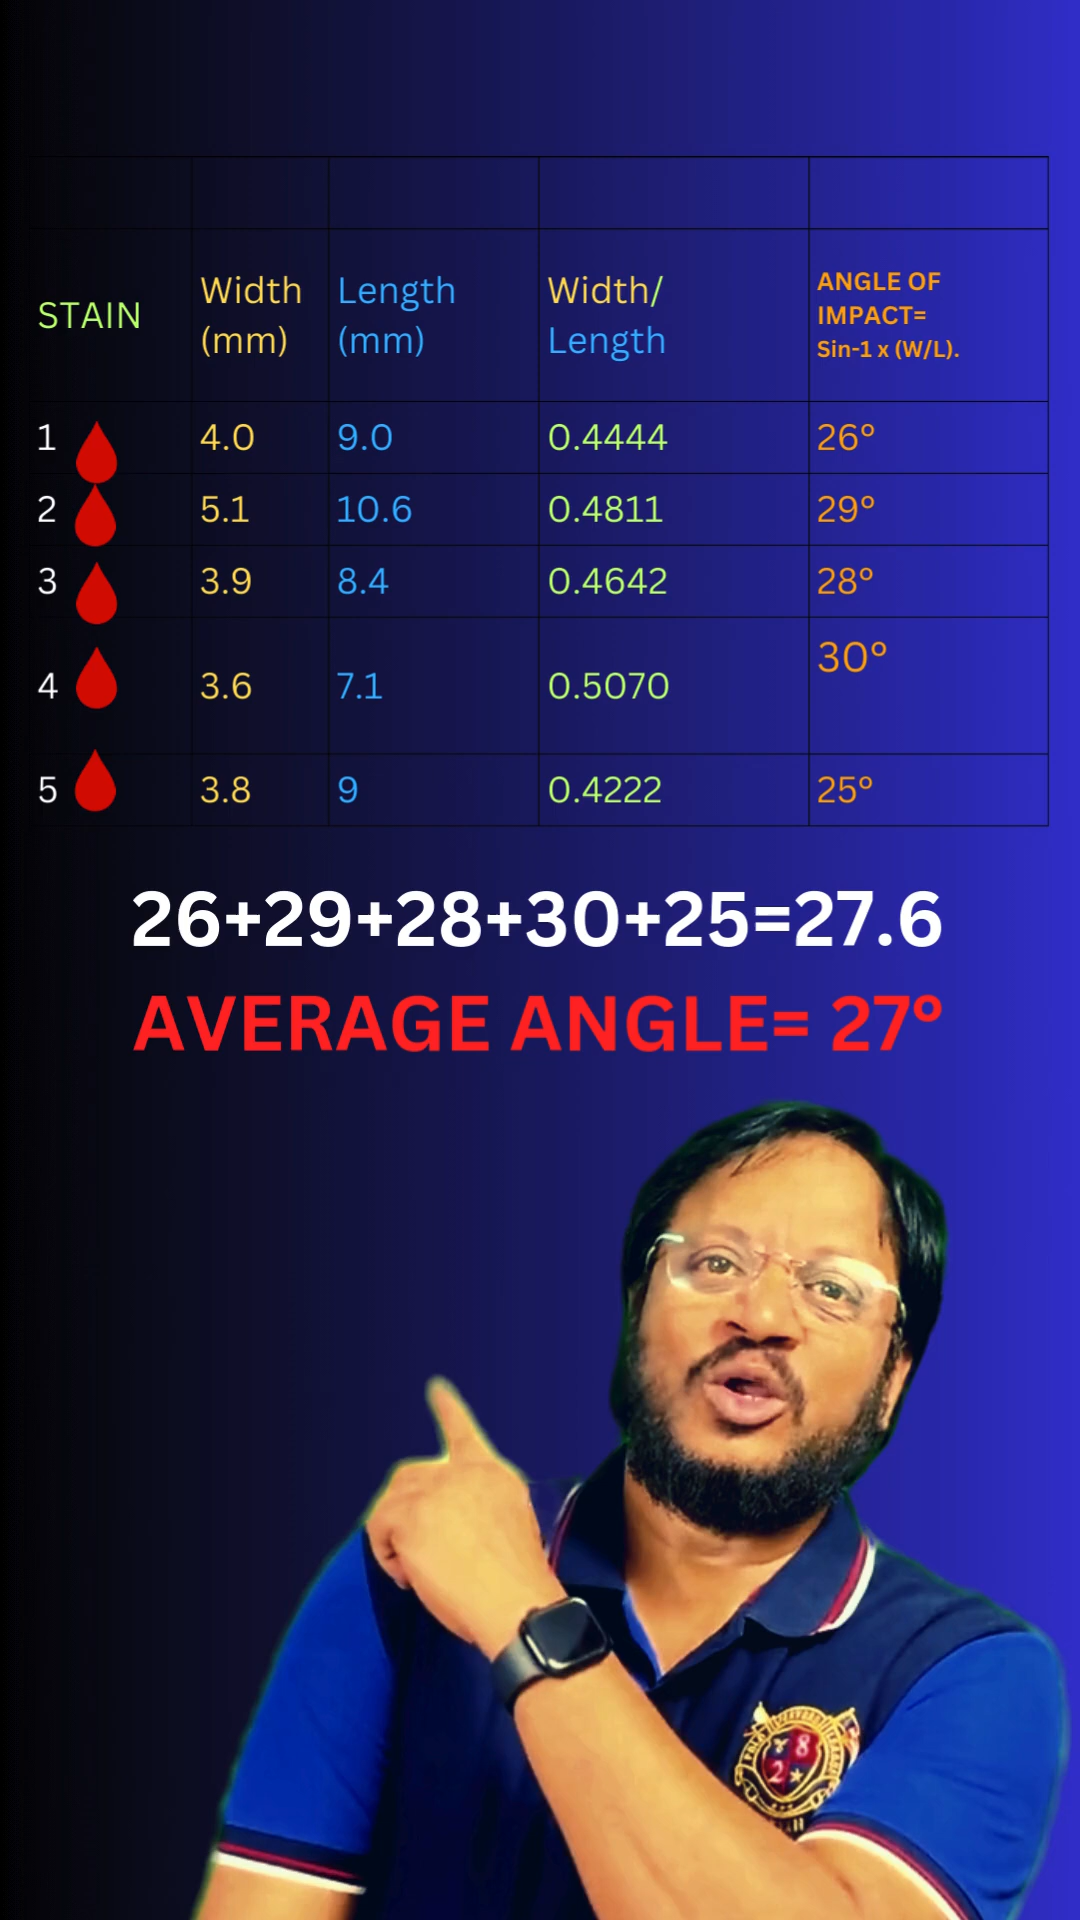 STAIN
Width
(mm)
Length
(mm)
Width/
Length
ANGLE OF
IMPACT=
Sin-1 x (W/L).
1 4.0 9.0 0.4444 26°
2 5.1 10.6 0.4811 29°
3 3.9 8.4 0.4642 28°
4 3.6 7.1 0.5070 30°
5 3.8 9 0.4222 25°
26+29+28+30+25=27.6
AVERAGE ANGLE= 27°
8
2